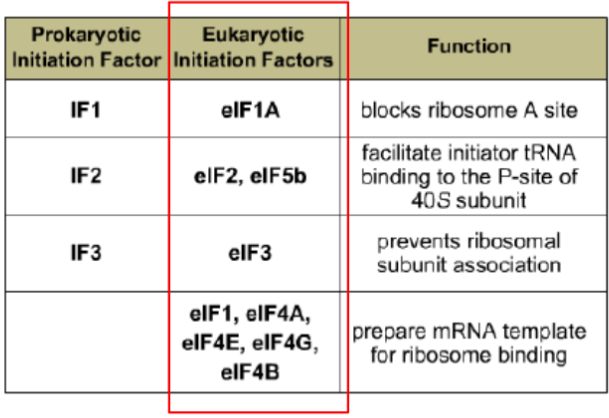 Prokaryotic
Initiation Factor
Eukaryotic
Initiation Factors
Function
IF1
eIF1A
blocks ribosome A site
IF2
eIF2, eIF5b
facilitate initiator tRNA
binding to the P-site of
40S subunit
IF3
eIF3
prevents ribosomal
subunit association
eIF1, eIF4A,
eIF4E, eIF4G,
eIF4B
prepare mRNA template
for ribosome binding